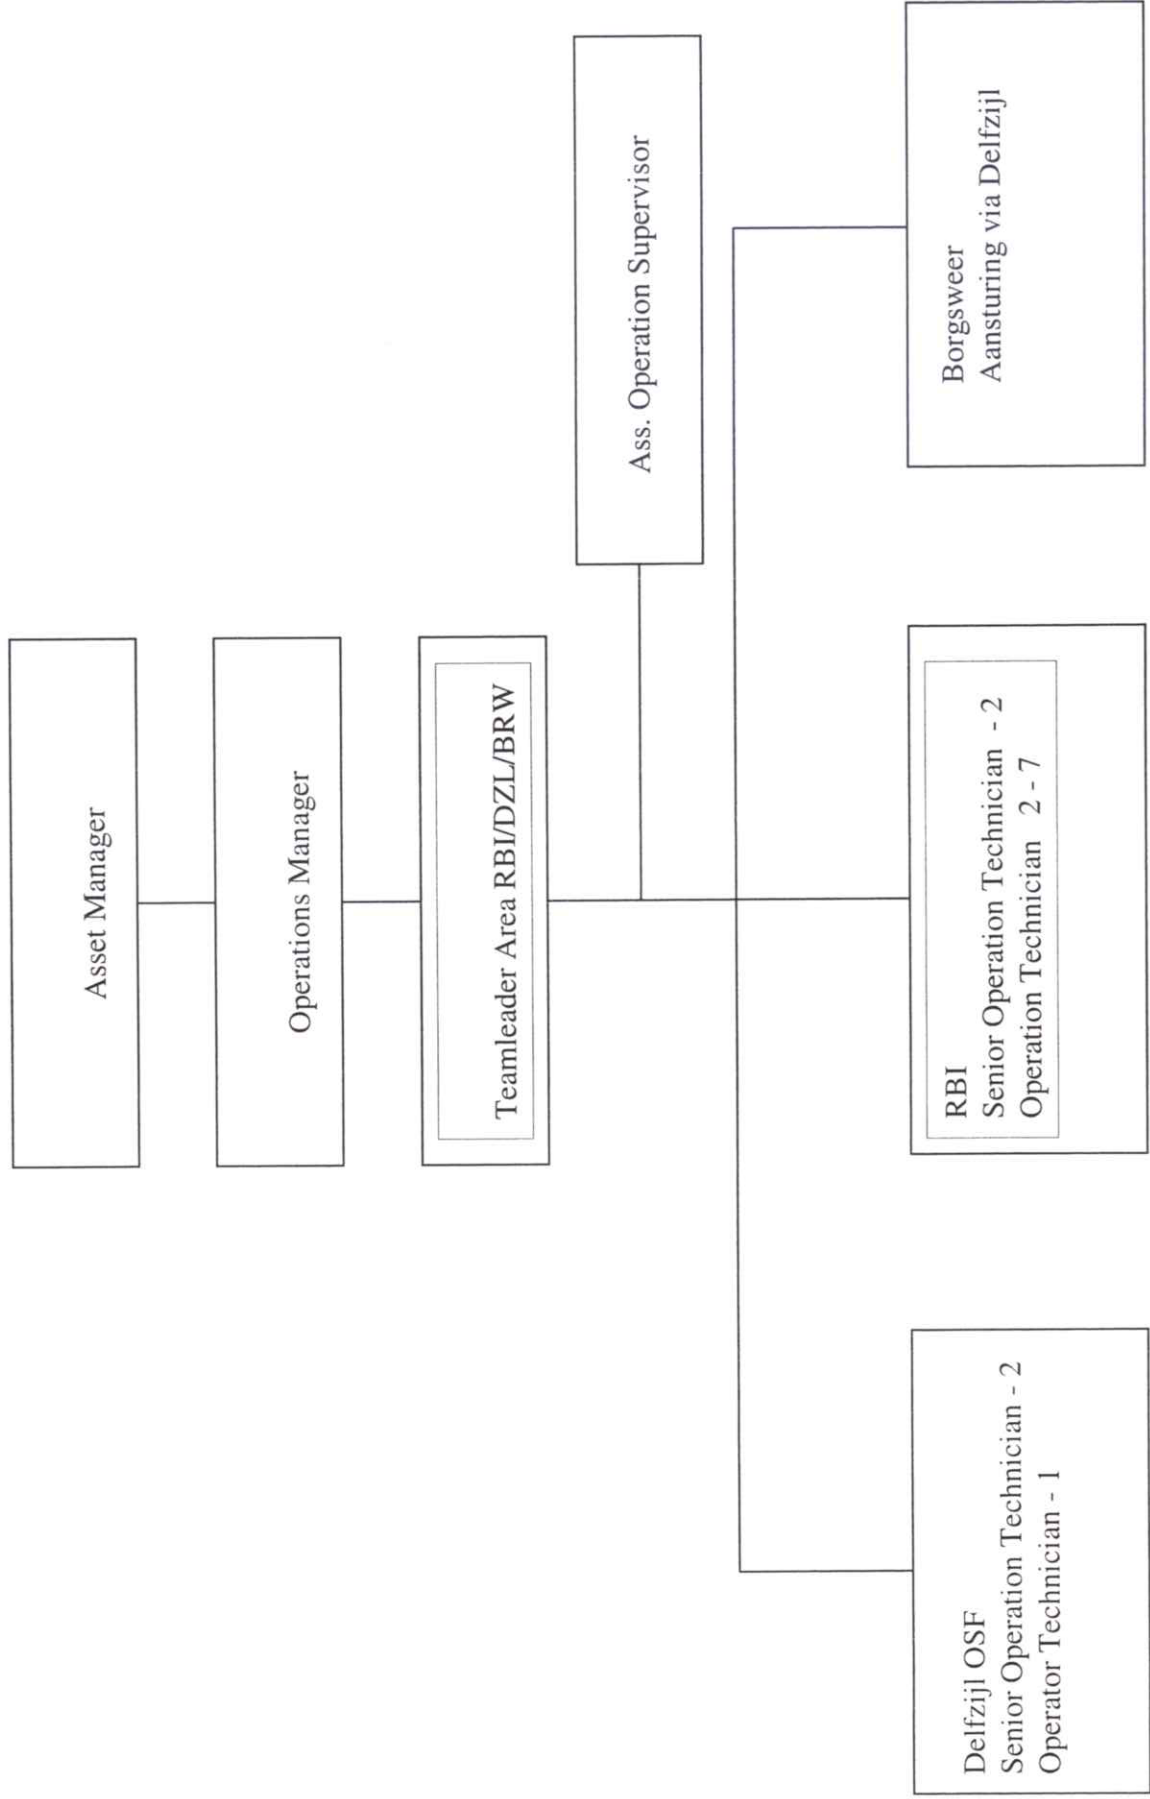 Asset Manager
Operations Manager
Teamleader Area RBI/DZL/BRW
Ass. Operation Supervisor
Delfzijl OSF
Senior Operation Technician - 2
Operator Technician - 1
RBI
Senior Operation Technician - 2
Operation Technician 2 - 7
Borgsweer
Aansturing via Delfzijl